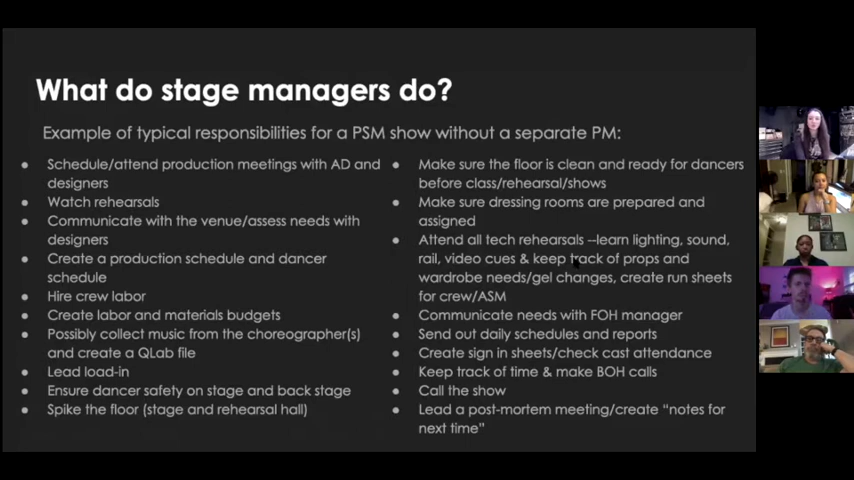 What do stage managers do?
Example of typical responsibilities for a PSM show without a separate PM:
Schedule/attend production meetings with AD and
designers
Watch rehearsals
Communicate with the venue/assess needs with
designers
Create a production schedule and dancer
schedule
Hire crew labor
Create labor and materials budgets
Possibly collect music from the choreographer(s)
and create a QLab file
Lead load-in
Ensure dancer safety on stage and back stage
Spike the floor (stage and rehearsal hall)
Make sure the floor is clean and ready for dancers
before class/rehearsal/shows
Make sure dressing rooms are prepared and
assigned
Attend all tech rehearsals –learn lighting, sound,
rail, video cues & keep track of props and
wardrobe needs/gel changes, create run sheets
for crew/ASM
Communicate needs with FOH manager
Send out daily schedules and reports
Create sign in sheets/check cast attendance
Keep track of time & make BOH calls
Call the show
Lead a post-mortem meeting/create “notes for
next time”